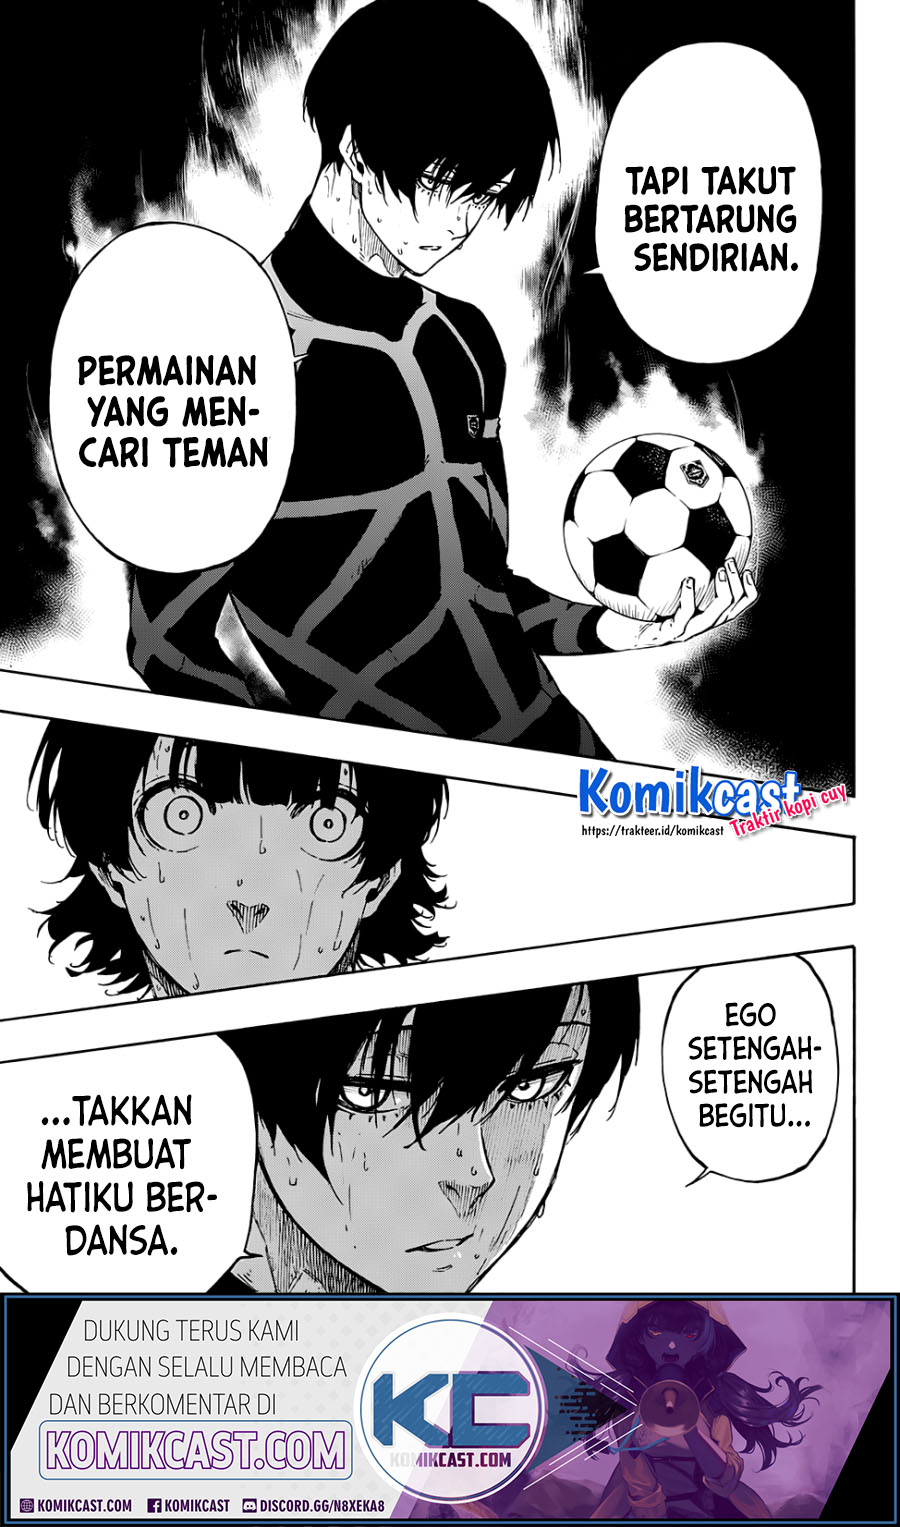 TAPI TAKUT
BERTARUNG
SENDIRIAN.
PERMAINAN
YANG MEN-
CARI TEMAN
Komikcast
Traktir kopi cuy
https://trakteer.id/komikcast
EGO
SETENGAH-
SETENGAH
BEGITU...
...TAKKAN
MEMBUAT
HATIKU BER-
DANSA.
DUKUNG TERUS KAMI
DENGAN SELALU MEMBACA
DAN BERKOMENTAR DI
KOMIKCAST.COM
KC
KOMIKCAST.COM
KOMIKCAST.COM KOMIKCAST DISCORD.GG/N8XEKA8